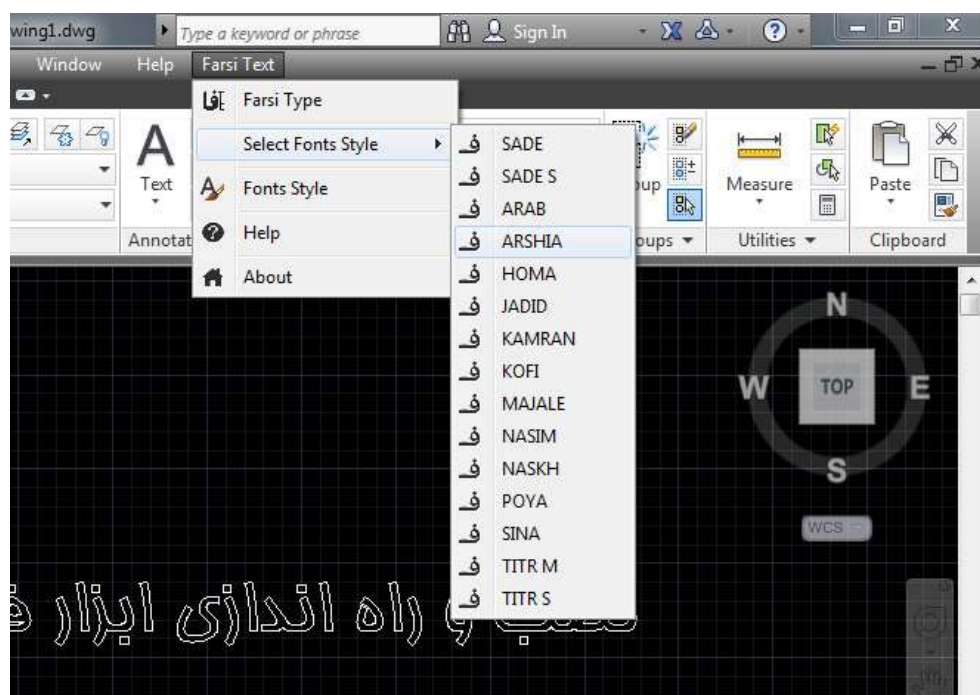 wing1.dwg Type a keyword or phrase Sign In
Window Help Farsi Text
Farsi Type
Select Fonts Style
Fonts Style
Help
About
SADE
SADE S
ARAB
ARSHIA
HOMA
JADID
KAMRAN
KOFI
MAJALE
NASIM
NASKH
POYA
SINA
TITR M
TITR S
A
Text
Annotat
oup
oups
Measure
Utilities
Paste
Clipboard
N
W TOP E
S
WCS
و راه اندازی ابزار